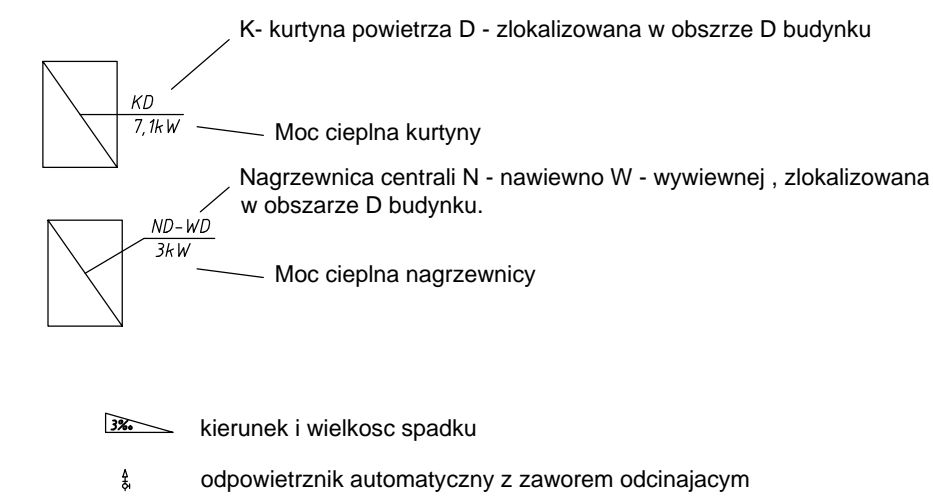 K- kurtyna powietrza D - zlokalizowana w obszrze D budynku
KD
7,1kW
Moc cieplna kurtyny
Nagrzewnica centrali N - nawiewno W - wywiewnej , zlokalizowana
w obszarze D budynku.
ND-WD
3kW
Moc cieplna nagrzewnicy
3‰ kierunek i wielkosc spadku
odpowietrznik automatyczny z zaworem odcinajacym